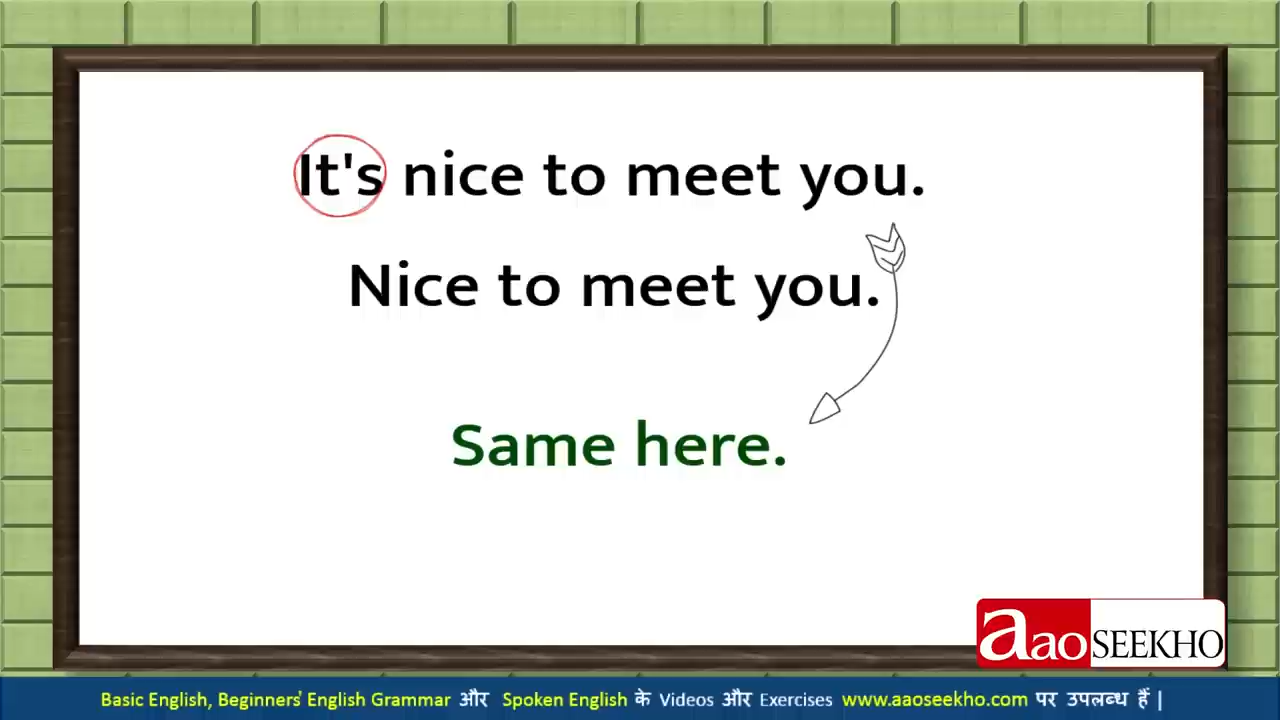 It's nice to meet you.
Nice to meet you.
Same here.
aaoSEEKHO
Basic English, Beginners' English Grammar और Spoken English के Videos और Exercises www.aaoseekho.com पर उपलब्ध हैं |